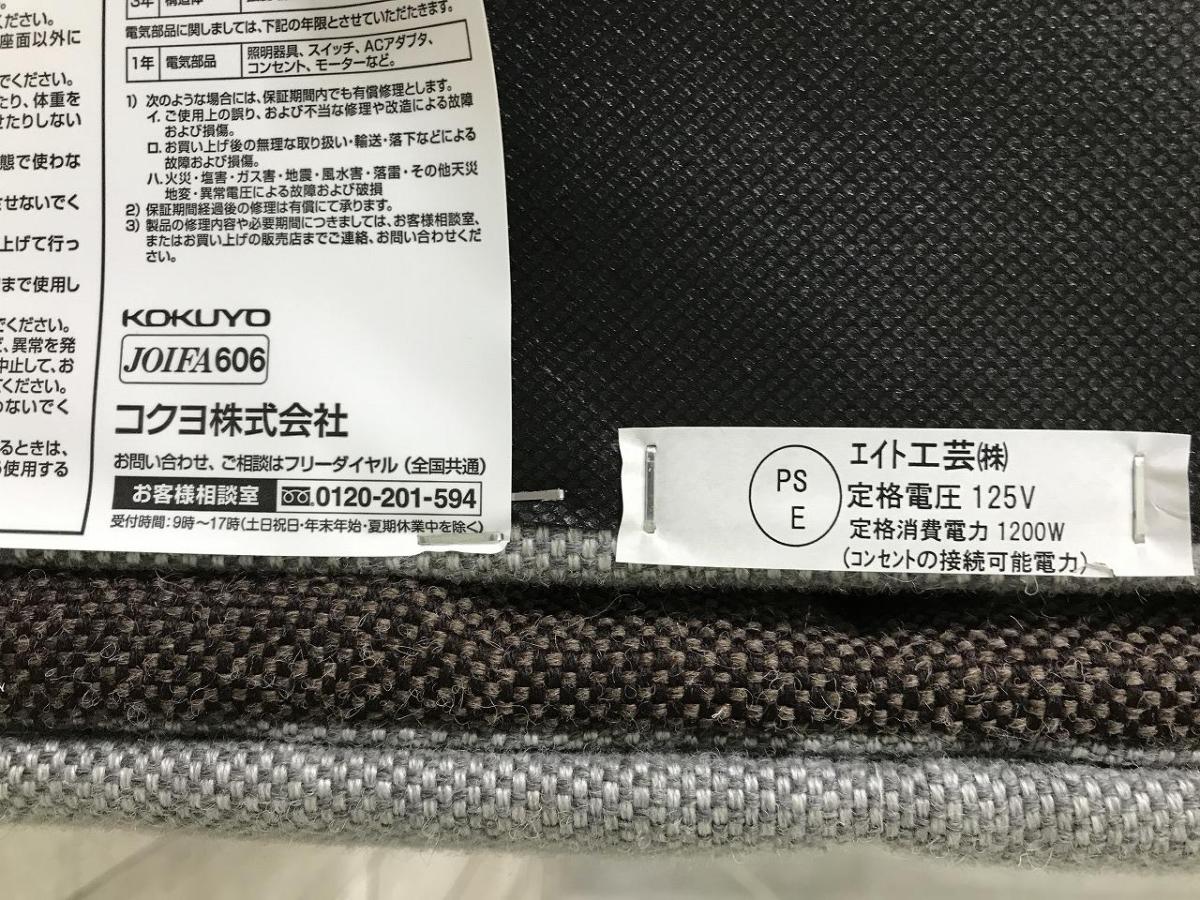 ください。
座面以外に
でください。
たり、体重を
せたりしない
態で使わな
させないでく
上げて行っ
まで使用し
でください。
、異常を発
中止して、お
ください。
わないでく
るときは、
使用する
3年 構造体
電気部品に関しましては、下記の年限とさせていただきます。
1年 電気部品 照明器具、スイッチ、ACアダプタ、
コンセント、モーターなど。
1) 次のような場合には、保証期間内でも有償修理とします。
イ. ご使用上の誤り、および不当な修理や改造による故障
および損傷。
ロ. お買い上げ後の無理な取り扱い・輸送・落下などによる
故障および損傷。
ハ. 火災・塩害・ガス害・地震・風水害・落雷・その他天災
地変・異常電圧による故障および破損
2) 保証期間経過後の修理は有償にて承ります。
3) 製品の修理内容や必要期間につきましては、お客様相談室、
またはお買い上げの販売店までご連絡、お問い合わせくだ
さい。
KOKUYO
JOIFA606
コクヨ株式会社
お問い合わせ、ご相談はフリーダイヤル(全国共通)
お客様相談室 0120-201-594
受付時間:9時〜17時(土日祝日・年末年始・夏期休業中を除く)
PS
E
エイト工芸㈱
定格電圧 125V
定格消費電力 1200W
(コンセントの接続可能電力)